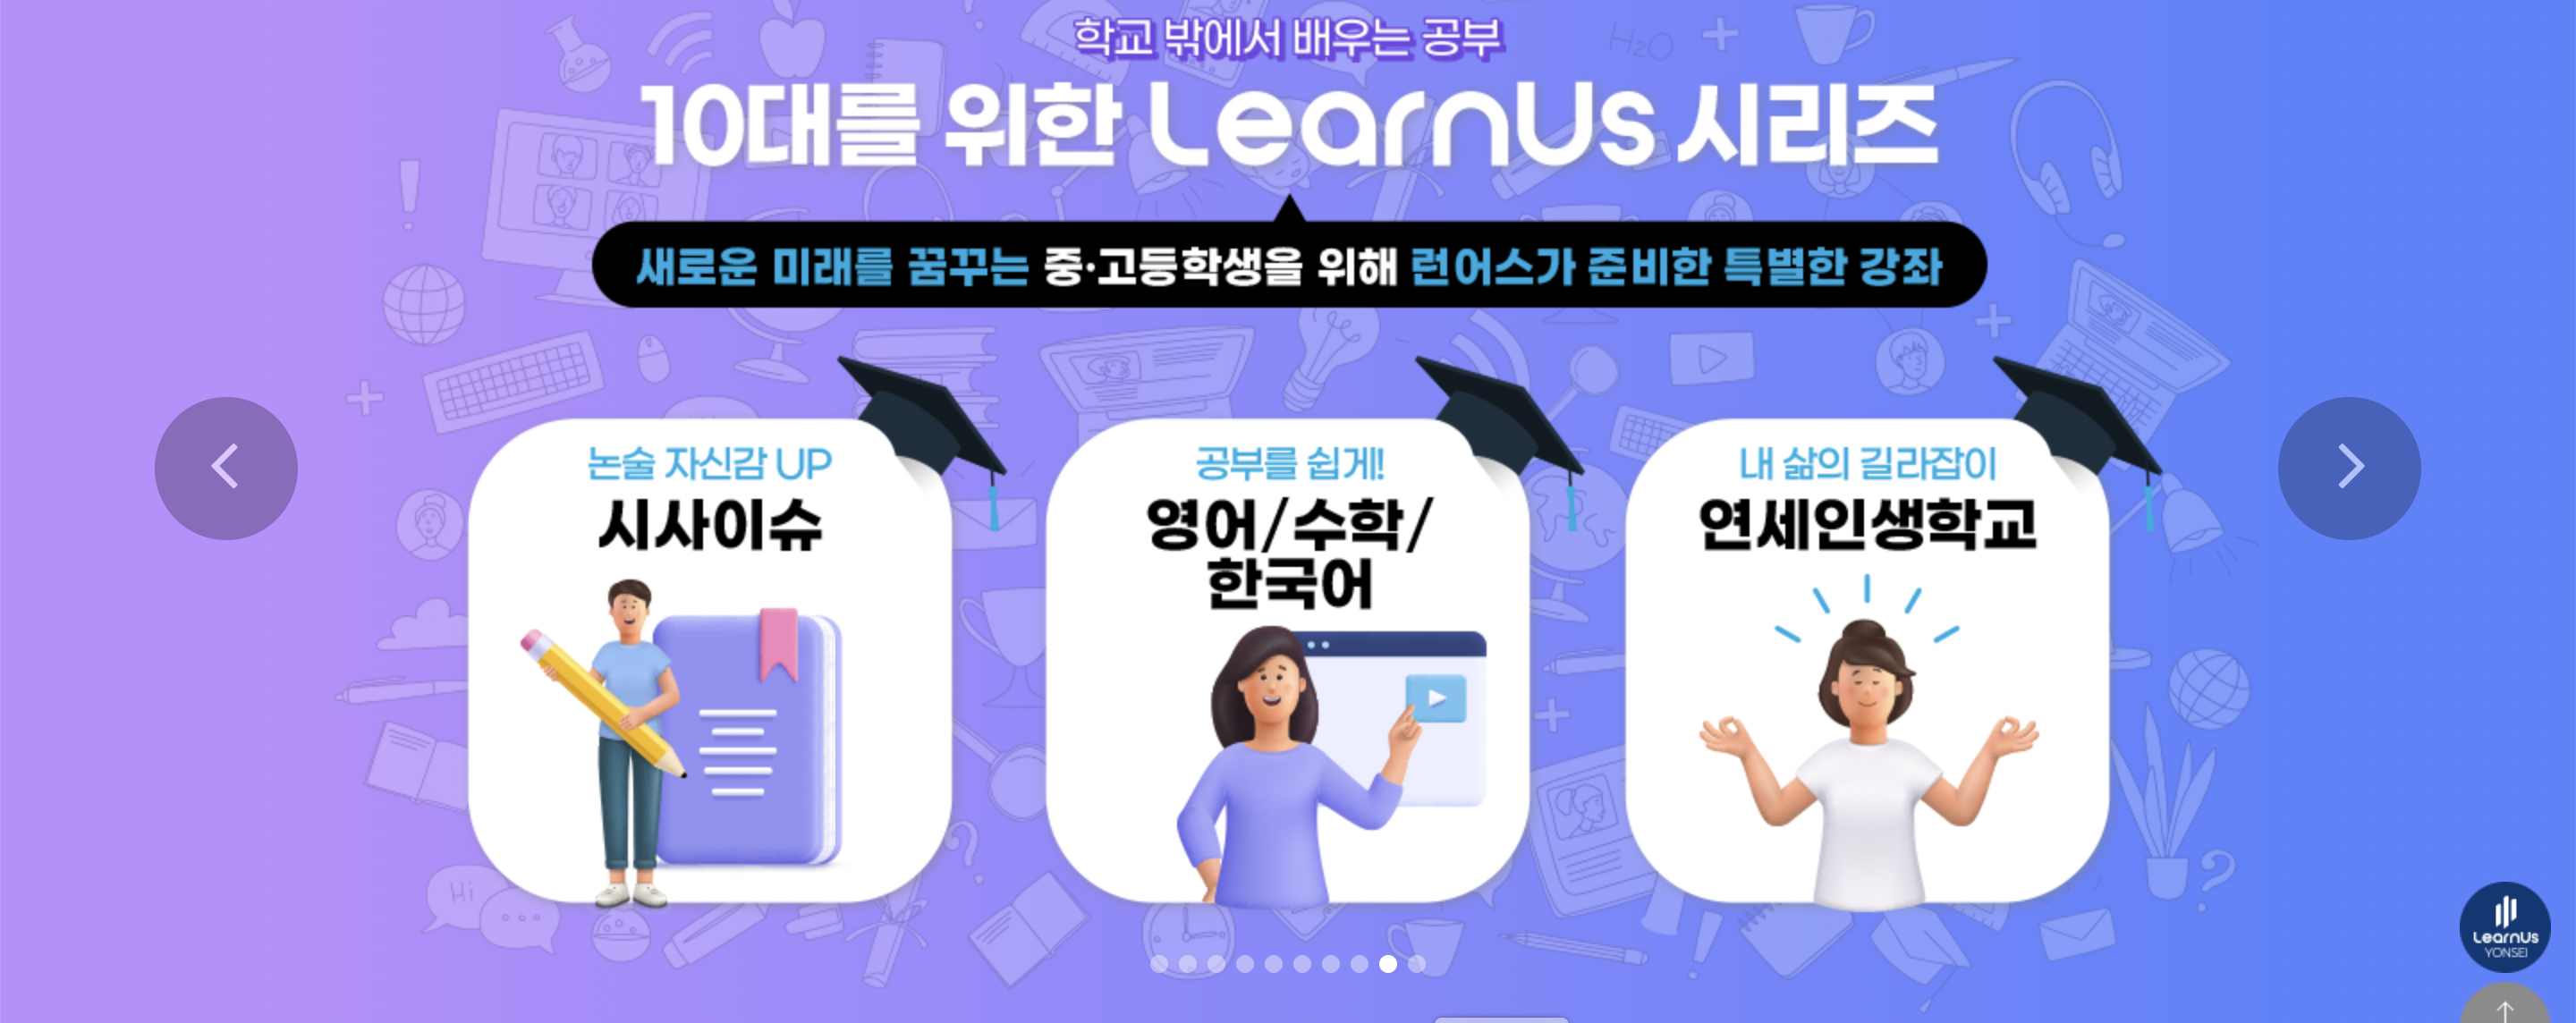 학교 밖에서 배우는 공부
10대를 위한 LearnUs 시리즈
새로운 미래를 꿈꾸는 중·고등학생을 위해 런어스가 준비한 특별한 강좌
논술 자신감 UP
시사이슈
공부를 쉽게!
영어/수학/
한국어
내 삶의 길라잡이
연세인생학교
H₂O
Hi
LearnUs
YONSEI